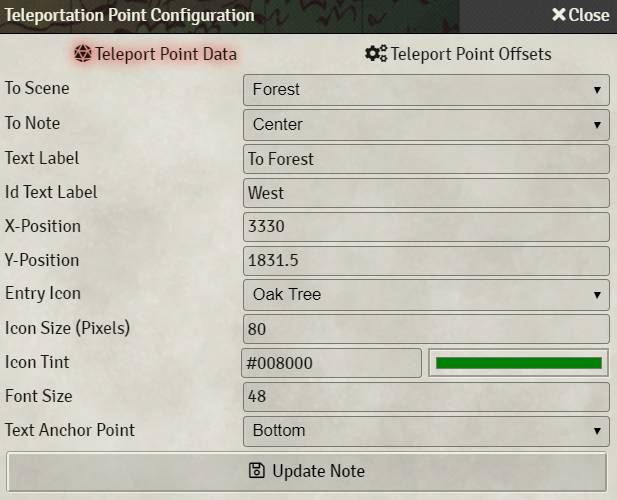 Teleportation Point Configuration Close
Teleport Point Data Teleport Point Offsets
To Scene Forest
To Note Center
Text Label To Forest
Id Text Label West
X-Position 3330
Y-Position 1831.5
Entry Icon Oak Tree
Icon Size (Pixels) 80
Icon Tint #008000
Font Size 48
Text Anchor Point Bottom
Update Note